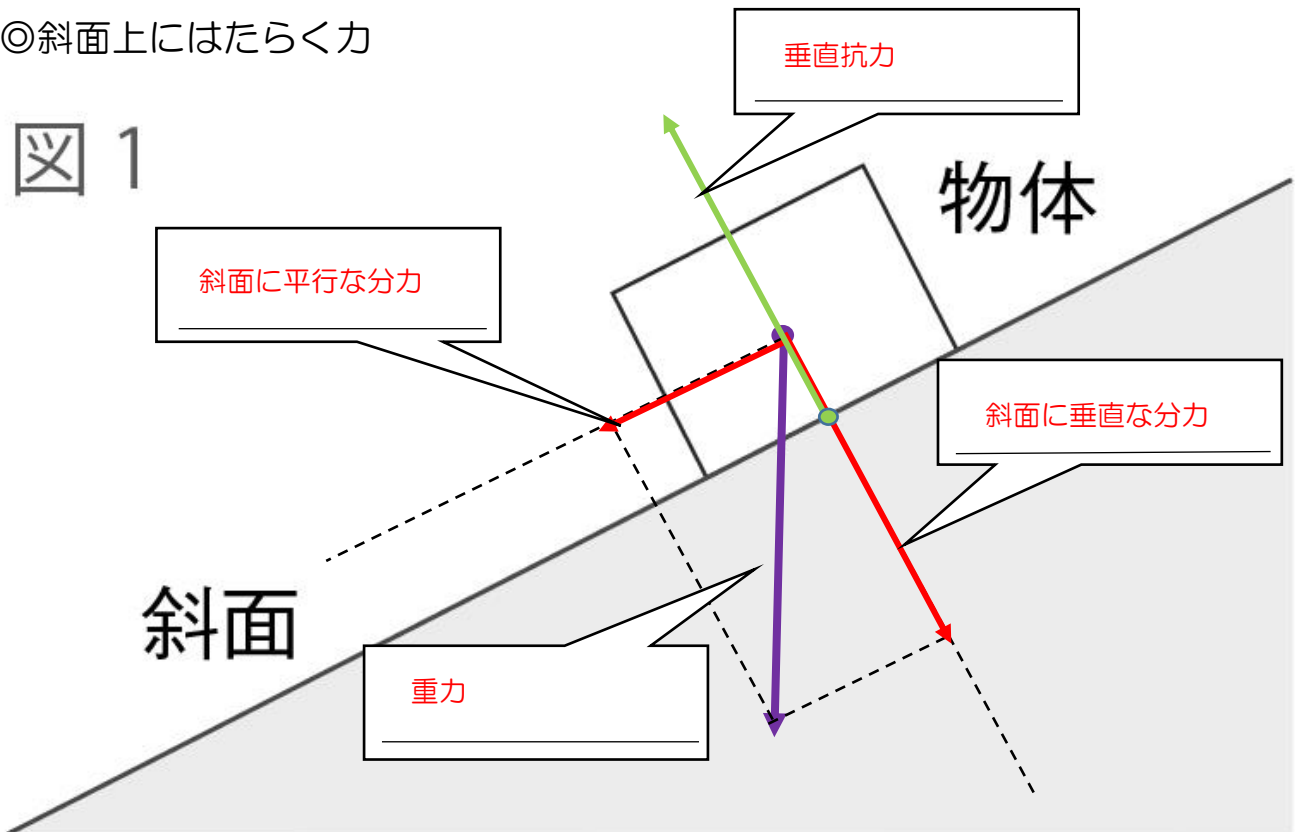 ◎斜面上にはたらく力
垂直抗力
図 1
物体
斜面に平行な分力
斜面に垂直な分力
斜面
重力